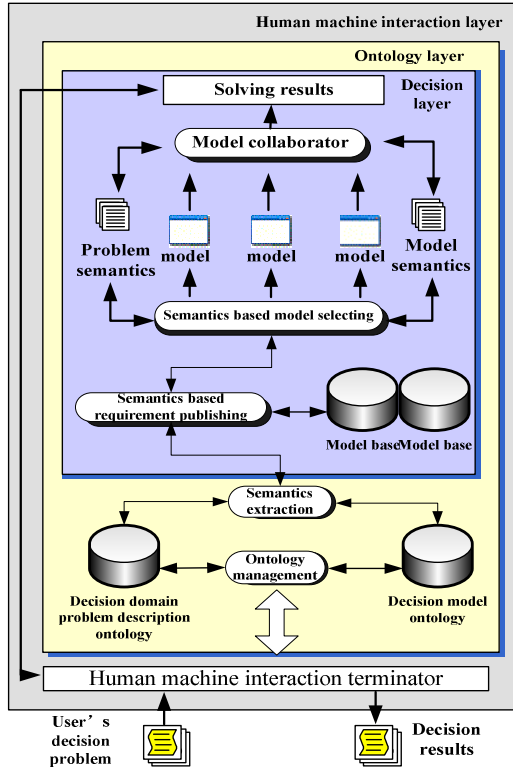 Human machine interaction layer
Ontology layer
Decision
layer
Solving results
Model collaborator
Problem
semantics
model
model
model
Model
semantics
Semantics based model selecting
Semantics based
requirement publishing
Model base
Model base
Semantics
extraction
Ontology
management
Decision domain
problem description
ontology
Decision model
ontology
Human machine interaction terminator
User’s
decision
problem
Decision
results